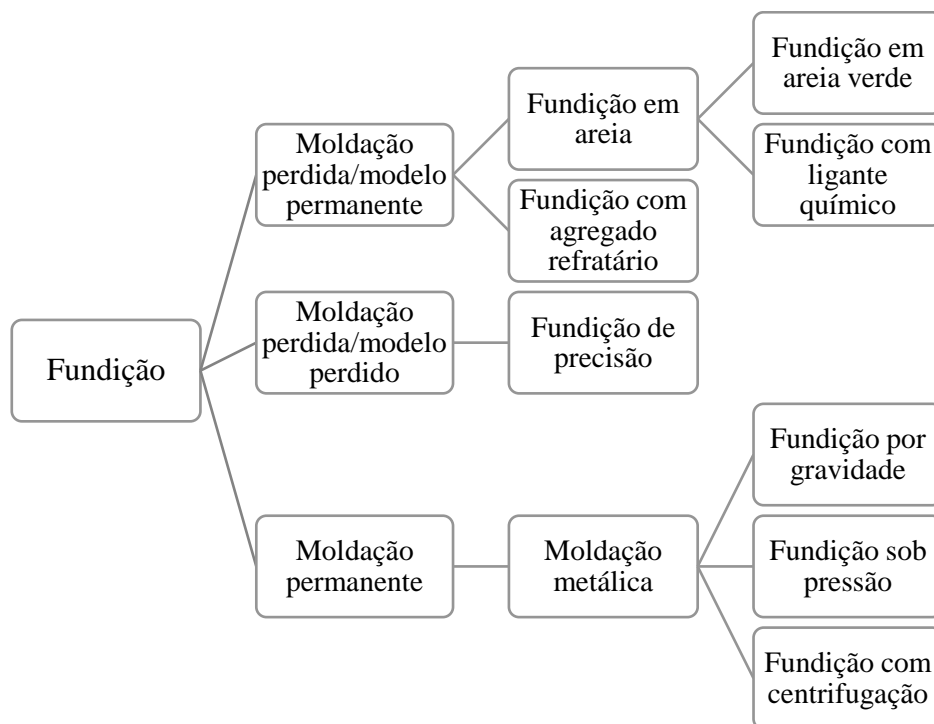 Fundição
Moldação
perdida/modelo
permanente
Fundição em
areia
Fundição em
areia verde
Fundição com
ligante
químico
Fundição com
agregado
refratário
Moldação
perdida/modelo
perdido
Fundição de
precisão
Moldação
permanente
Moldação
metálica
Fundição por
gravidade
Fundição sob
pressão
Fundição com
centrifugação